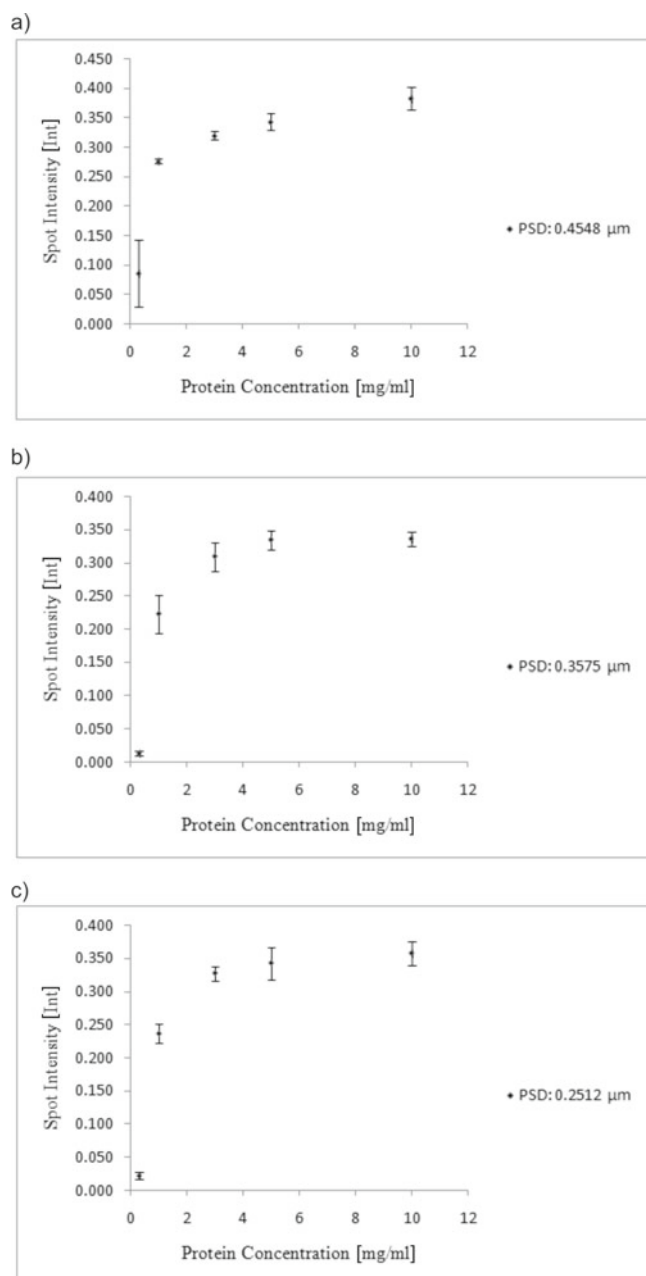 a)
0.450
0.400
0.350
0.300
0.250
0.200
0.150
0.100
0.050
0.000
Spot Intensity [Int]
0 2 4 6 8 10 12
Protein Concentration [mg/ml]
PSD: 0.4548 µm
b)
0.400
0.350
0.300
0.250
0.200
0.150
0.100
0.050
0.000
Spot Intensity [Int]
0 2 4 6 8 10 12
Protein Concentration [mg/ml]
PSD: 0.3575 µm
c)
0.400
0.350
0.300
0.250
0.200
0.150
0.100
0.050
0.000
Spot Intensity [Int]
0 2 4 6 8 10 12
Protein Concentration [mg/ml]
PSD: 0.2512 µm